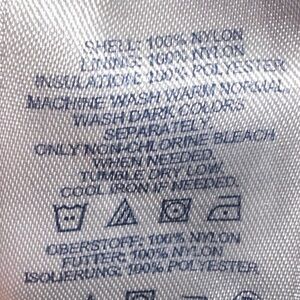 SHELL: 100% NYLON
LINING: 100% NYLON
INSULATION: 100% POLYESTER
MACHINE WASH WARM NORMAL
WASH DARK COLORS
SEPARATELY
ONLY NON-CHLORINE BLEACH
WHEN NEEDED.
TUMBLE DRY LOW.
COOL IRON IF NEEDED.
OBERSTOFF: 100% NYLON
FUTTER: 100% NYLON
ISOLIERUNG: 100% POLYESTER